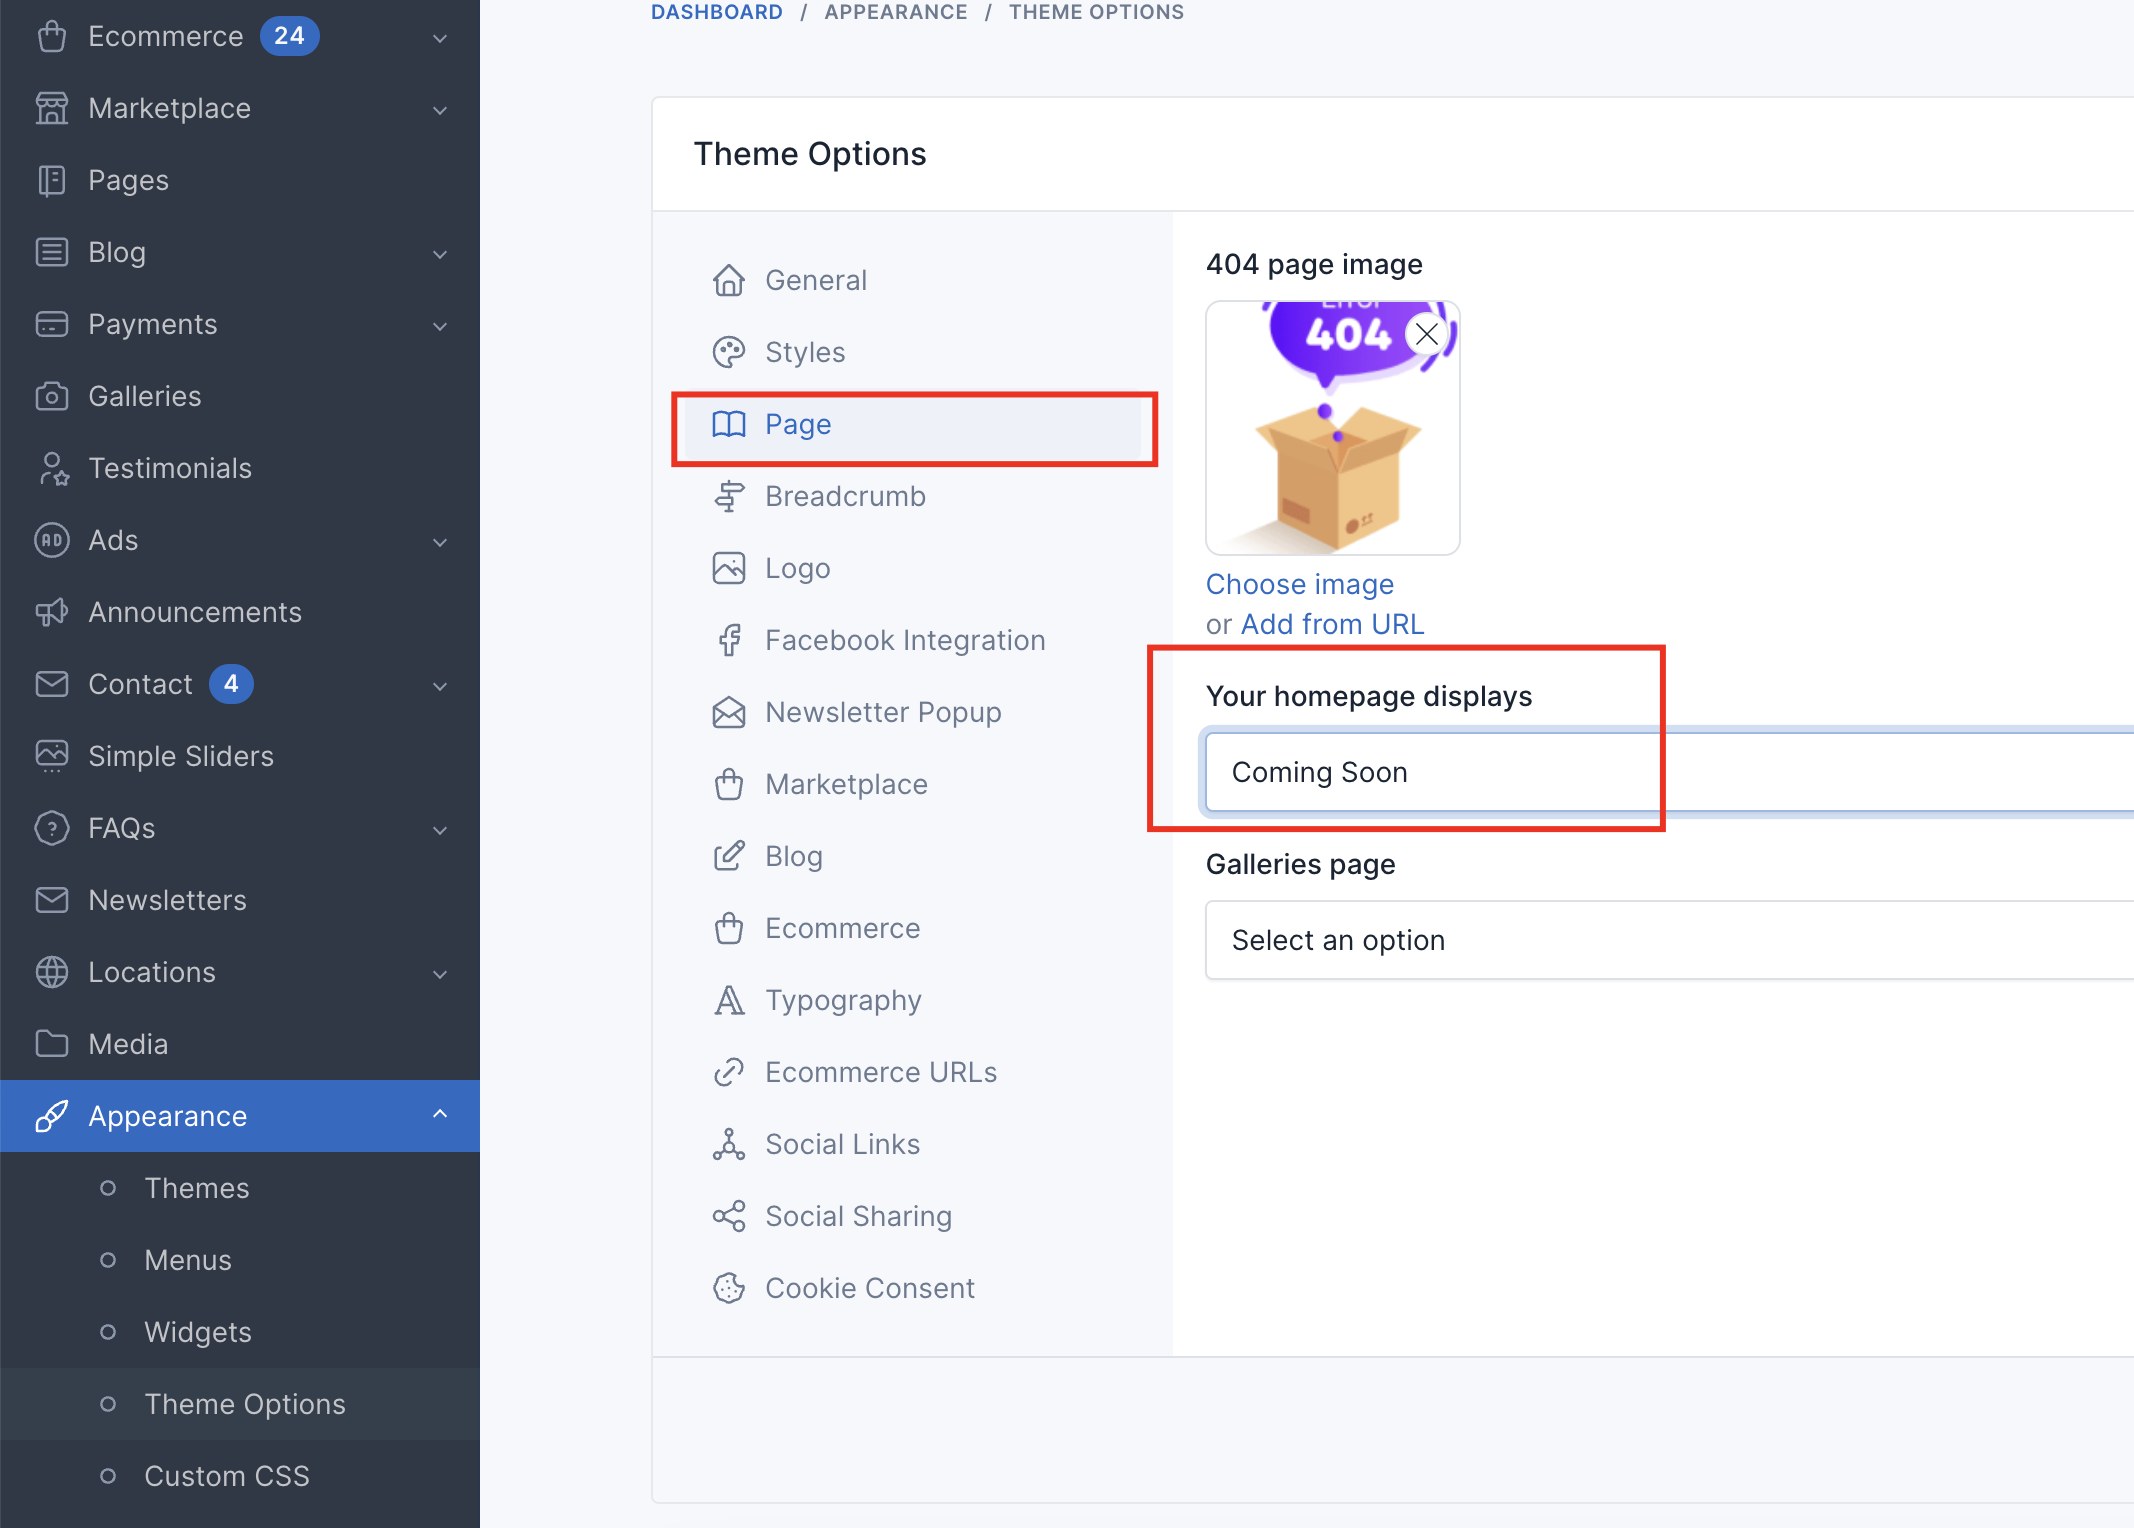 Ecommerce 24
Marketplace
Pages
Blog
Payments
Galleries
Testimonials
AD Ads
Announcements
Contact 4
Simple Sliders
FAQs
Newsletters
Locations
Media
Appearance
Themes
Menus
Widgets
Theme Options
Custom CSS
DASHBOARD / APPEARANCE / THEME OPTIONS
Theme Options
General
Styles
Page
Breadcrumb
Logo
Facebook Integration
Newsletter Popup
Marketplace
Blog
Ecommerce
Typography
Ecommerce URLs
Social Links
Social Sharing
Cookie Consent
404 page image
Error
404
Choose image
or Add from URL
Your homepage displays
Coming Soon
Galleries page
Select an option